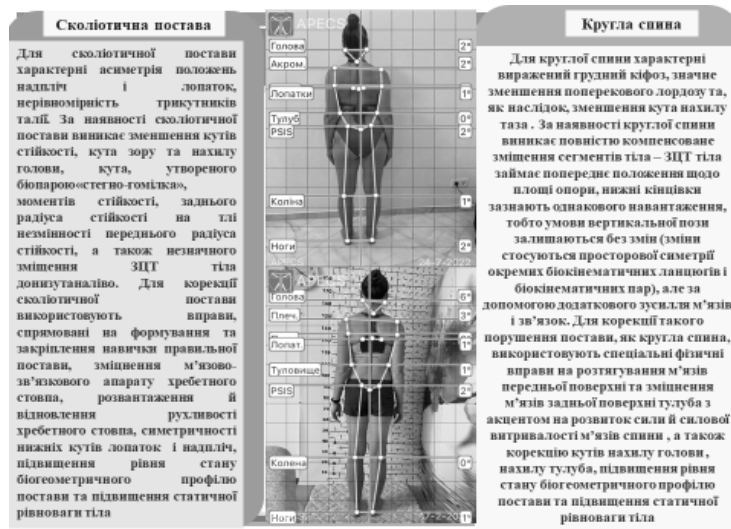 Сколіотична постава
Для сколіотичної постави
характерні асиметрія положень
надпліч і лопаток,
нерівномірність трикутників
талії. За наявності сколіотичної
постави виникає зменшення кутів
стійкості, кута зору та нахилу
голови, кута, утвореного
біопарою«стегно-гомілка»,
моментів стійкості, заднього
радіуса стійкості на тлі
незмінності переднього радіуса
стійкості, а також незначного
зміщення ЗЦТ тіла
донизутаналіво. Для корекції
сколіотичної постави
використовують вправи,
спрямовані на формування та
закріплення навички правильної
постави, зміцнення м’язово-
зв’язкового апарату хребетного
стовпа, розвантаження й
відновлення рухливості
хребетного стовпа, симетричності
нижніх кутів лопаток і надпліч,
підвищення рівня стану
біогеометричного профілю
постави та підвищення статичної
рівноваги тіла
APECS
Голова 2°
Акром. 2°
Лопатки 1°
Тулуб 0°
PSIS 2°
Коліна 1°
Ноги 2°
APECS 24-7-2022
APECS
Голова 6°
Плеч. 3°
Лопат. 1°
Туловище 1°
PSIS 2°
Колена 0°
Ноги 1°
Кругла спина
Для круглої спини характерні
виражений грудний кіфоз, значне
зменшення поперекового лордозу та,
як наслідок, зменшення кута нахилу
таза . За наявності круглої спини
виникає повністю компенсоване
зміщення сегментів тіла – ЗЦТ тіла
займає попереднє положення щодо
площі опори, нижні кінцівки
зазнають однакового навантаження,
тобто умови вертикальної пози
залишаються без змін (зміни
стосуються просторової симетрії
окремих біокінематичних ланцюгів і
біокінематичних пар), але за
допомогою додаткового зусилля м’язів
і зв’язок. Для корекції такого
порушення постави, як кругла спина,
використовують спеціальні фізичні
вправи на розтягування м’язів
передньої поверхні та зміцнення
м’язів задньої поверхні тулуба з
акцентом на розвиток сили й силової
витривалості м’язів спини , а також
корекцію кутів нахилу голови ,
нахилу тулуба, підвищення рівня
стану біогеометричного профілю
постави та підвищення статичної
рівноваги тіла